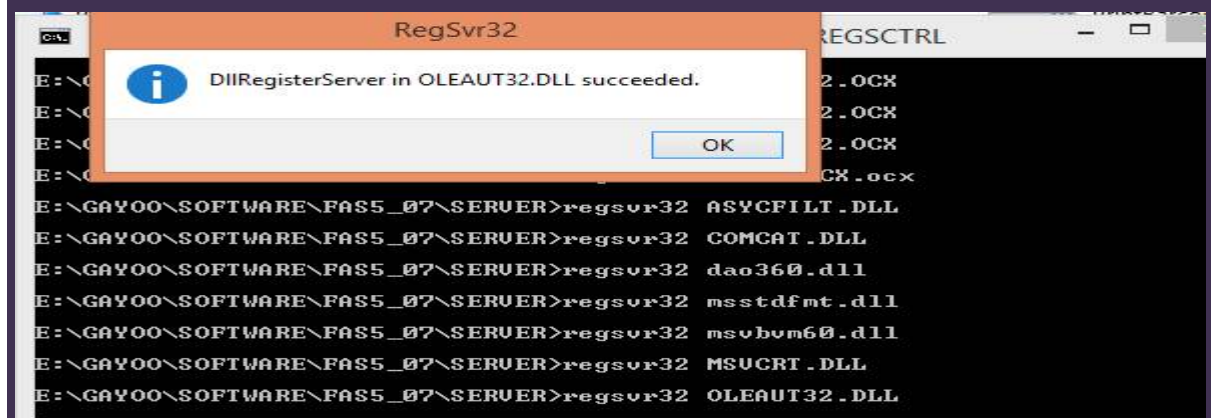 RegSvr32
REGSCTRL
DllRegisterServer in OLEAUT32.DLL succeeded.
OK
E:\G
2.OCX
E:\G
2.OCX
E:\G
2.OCX
E:\G
CX.ocx
E:\GAYOO\SOFTWARE\FAS5_07\SERVER>regsvr32 ASYCFILT.DLL
E:\GAYOO\SOFTWARE\FAS5_07\SERVER>regsvr32 COMCAT.DLL
E:\GAYOO\SOFTWARE\FAS5_07\SERVER>regsvr32 dao360.dll
E:\GAYOO\SOFTWARE\FAS5_07\SERVER>regsvr32 msstdfmt.dll
E:\GAYOO\SOFTWARE\FAS5_07\SERVER>regsvr32 msvbvm60.dll
E:\GAYOO\SOFTWARE\FAS5_07\SERVER>regsvr32 MSVCRT.DLL
E:\GAYOO\SOFTWARE\FAS5_07\SERVER>regsvr32 OLEAUT32.DLL